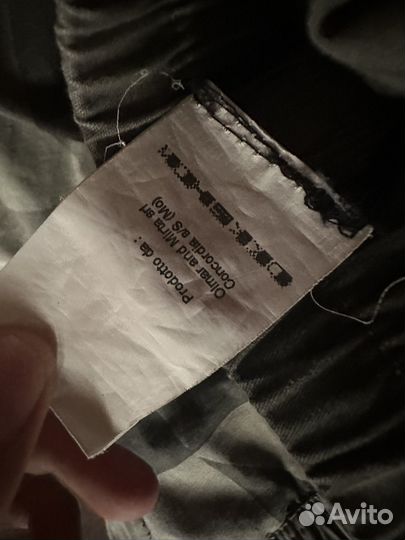 Prodotto da:
Olmar and Mirta srl
Concordia s/S (Mo)
Avito